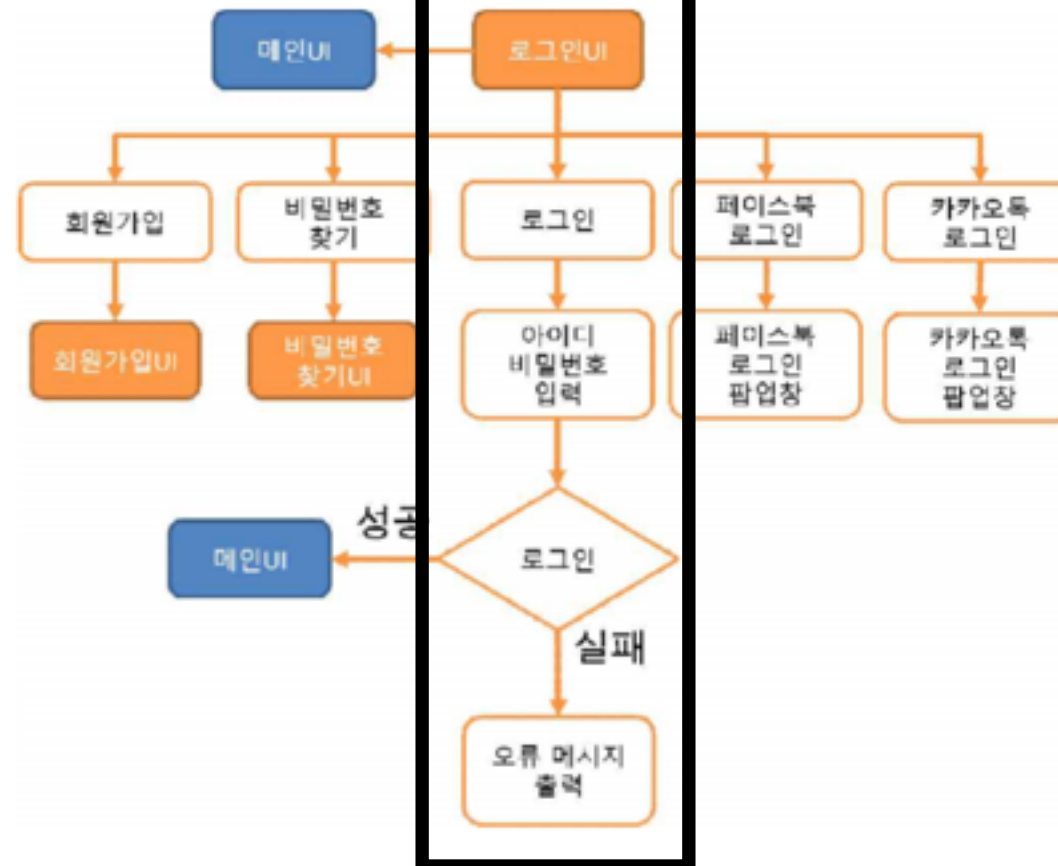 메인UI
로그인UI
회원가입
비밀번호
찾기
로그인
페이스북
로그인
카카오톡
로그인
회원가입UI
비밀번호
찾기UI
아이디
비밀번호
입력
페이스북
로그인
팝업창
카카오톡
로그인
팝업창
성공
메인UI
로그인
실패
오류 메시지
출력